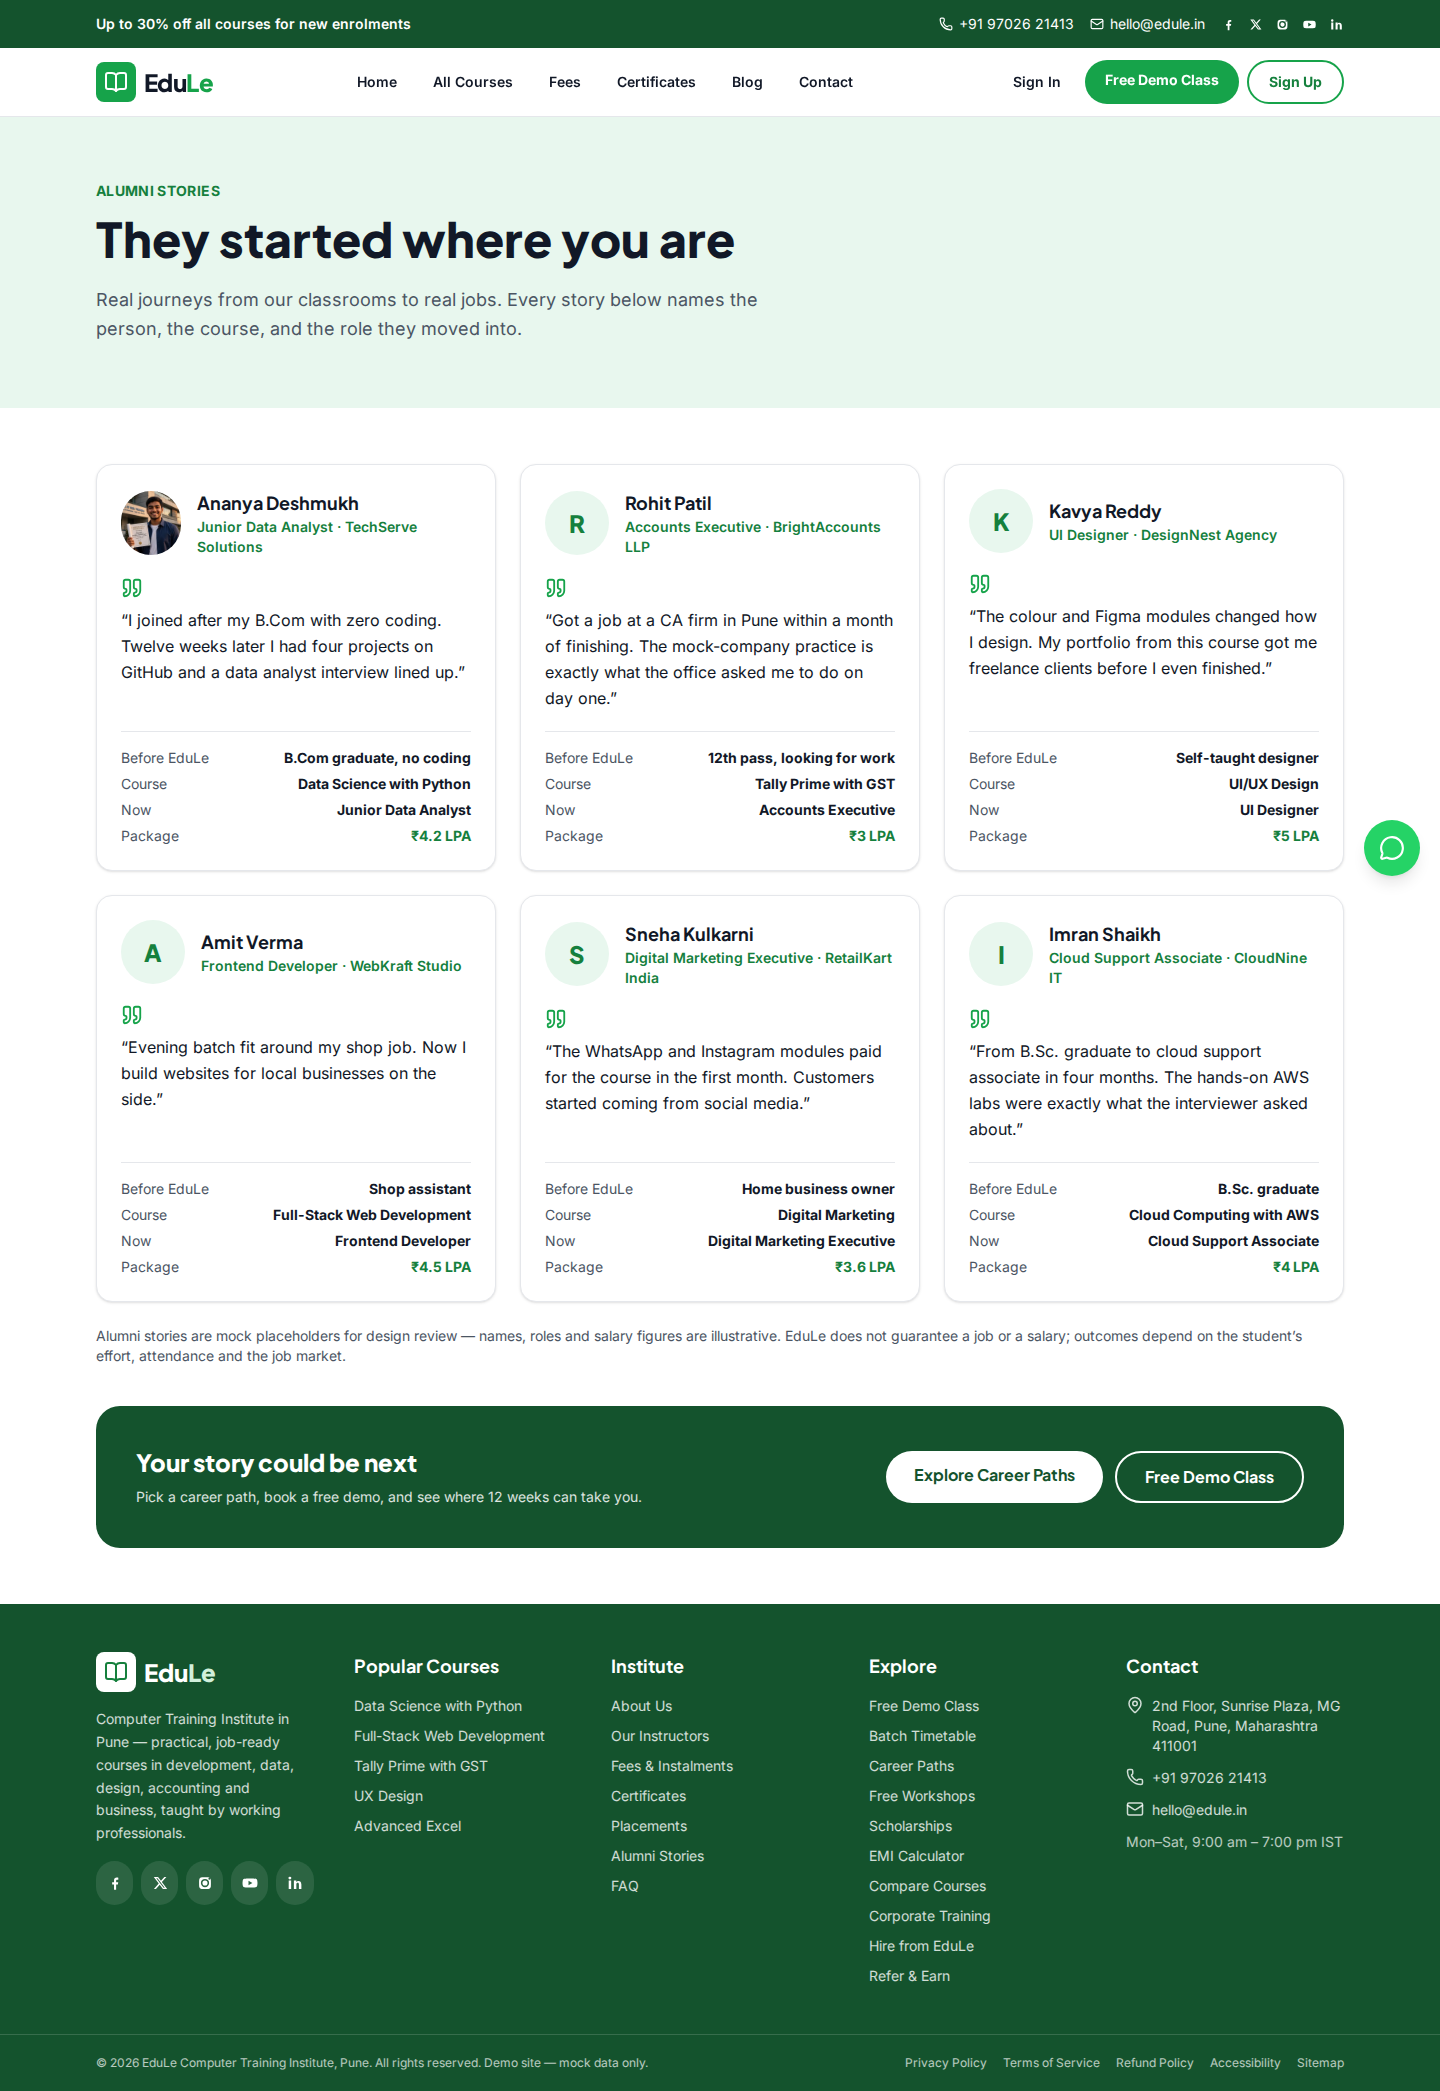 Up to 30% off all courses for new enrolments
+91 97026 21413
hello@edule.in
EduLe
Home
All Courses
Fees
Certificates
Blog
Contact
Sign In
Free Demo Class
Sign Up
ALUMNI STORIES
They started where you are
Real journeys from our classrooms to real jobs. Every story below names the
person, the course, and the role they moved into.
Ananya Deshmukh
Junior Data Analyst · TechServe
Solutions
“I joined after my B.Com with zero coding.
Twelve weeks later I had four projects on
GitHub and a data analyst interview lined up.”
Before EduLe B.Com graduate, no coding
Course Data Science with Python
Now Junior Data Analyst
Package ₹4.2 LPA
R
Rohit Patil
Accounts Executive · BrightAccounts
LLP
“Got a job at a CA firm in Pune within a month
of finishing. The mock-company practice is
exactly what the office asked me to do on
day one.”
Before EduLe 12th pass, looking for work
Course Tally Prime with GST
Now Accounts Executive
Package ₹3 LPA
K
Kavya Reddy
UI Designer · DesignNest Agency
“The colour and Figma modules changed how
I design. My portfolio from this course got me
freelance clients before I even finished.”
Before EduLe Self-taught designer
Course UI/UX Design
Now UI Designer
Package ₹5 LPA
A
Amit Verma
Frontend Developer · WebKraft Studio
“Evening batch fit around my shop job. Now I
build websites for local businesses on the
side.”
Before EduLe Shop assistant
Course Full-Stack Web Development
Now Frontend Developer
Package ₹4.5 LPA
S
Sneha Kulkarni
Digital Marketing Executive · RetailKart
India
“The WhatsApp and Instagram modules paid
for the course in the first month. Customers
started coming from social media.”
Before EduLe Home business owner
Course Digital Marketing
Now Digital Marketing Executive
Package ₹3.6 LPA
I
Imran Shaikh
Cloud Support Associate · CloudNine
IT
“From B.Sc. graduate to cloud support
associate in four months. The hands-on AWS
labs were exactly what the interviewer asked
about.”
Before EduLe B.Sc. graduate
Course Cloud Computing with AWS
Now Cloud Support Associate
Package ₹4 LPA
Alumni stories are mock placeholders for design review — names, roles and salary figures are illustrative. EduLe does not guarantee a job or a salary; outcomes depend on the student’s
effort, attendance and the job market.
Your story could be next
Pick a career path, book a free demo, and see where 12 weeks can take you.
Explore Career Paths
Free Demo Class
EduLe
Computer Training Institute in
Pune — practical, job-ready
courses in development, data,
design, accounting and
business, taught by working
professionals.
Popular Courses
Data Science with Python
Full-Stack Web Development
Tally Prime with GST
UX Design
Advanced Excel
Institute
About Us
Our Instructors
Fees & Instalments
Certificates
Placements
Alumni Stories
FAQ
Explore
Free Demo Class
Batch Timetable
Career Paths
Free Workshops
Scholarships
EMI Calculator
Compare Courses
Corporate Training
Hire from EduLe
Refer & Earn
Contact
2nd Floor, Sunrise Plaza, MG
Road, Pune, Maharashtra
411001
+91 97026 21413
hello@edule.in
Mon–Sat, 9:00 am – 7:00 pm IST
© 2026 EduLe Computer Training Institute, Pune. All rights reserved. Demo site — mock data only.
Privacy Policy
Terms of Service
Refund Policy
Accessibility
Sitemap